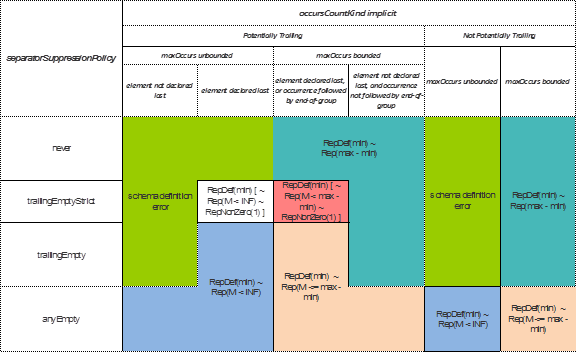 occursCountKind implicit
separatorSuppressionPolicy
Potentially Trailing
Not Potentially Trailing
maxOccurs unbounded
maxOccurs bounded
maxOccurs unbounded
maxOccurs bounded
element not declared
last
element declared last
element declared last,
or occurrence followed
by end-of-group
element not declared
last, and occurrence
not followed by end-of-
group
never
schema definition
error
RepDef(min) ~
Rep(max - min)
schema definition
error
RepDef(min) ~
Rep(max - min)
trailingEmptyStrict
RepDef(min) [ ~
Rep(M < INF) ~
RepNonZero(1) ]
RepDef(min) [ ~
Rep(M < max -
min) ~
RepNonZero(1) ]
trailingEmpty
RepDef(min) ~
Rep(M < INF)
RepDef(min) ~
Rep(M <= max -
min)
anyEmpty
RepDef(min) ~
Rep(M < INF)
RepDef(min) ~
Rep(M <= max -
min)